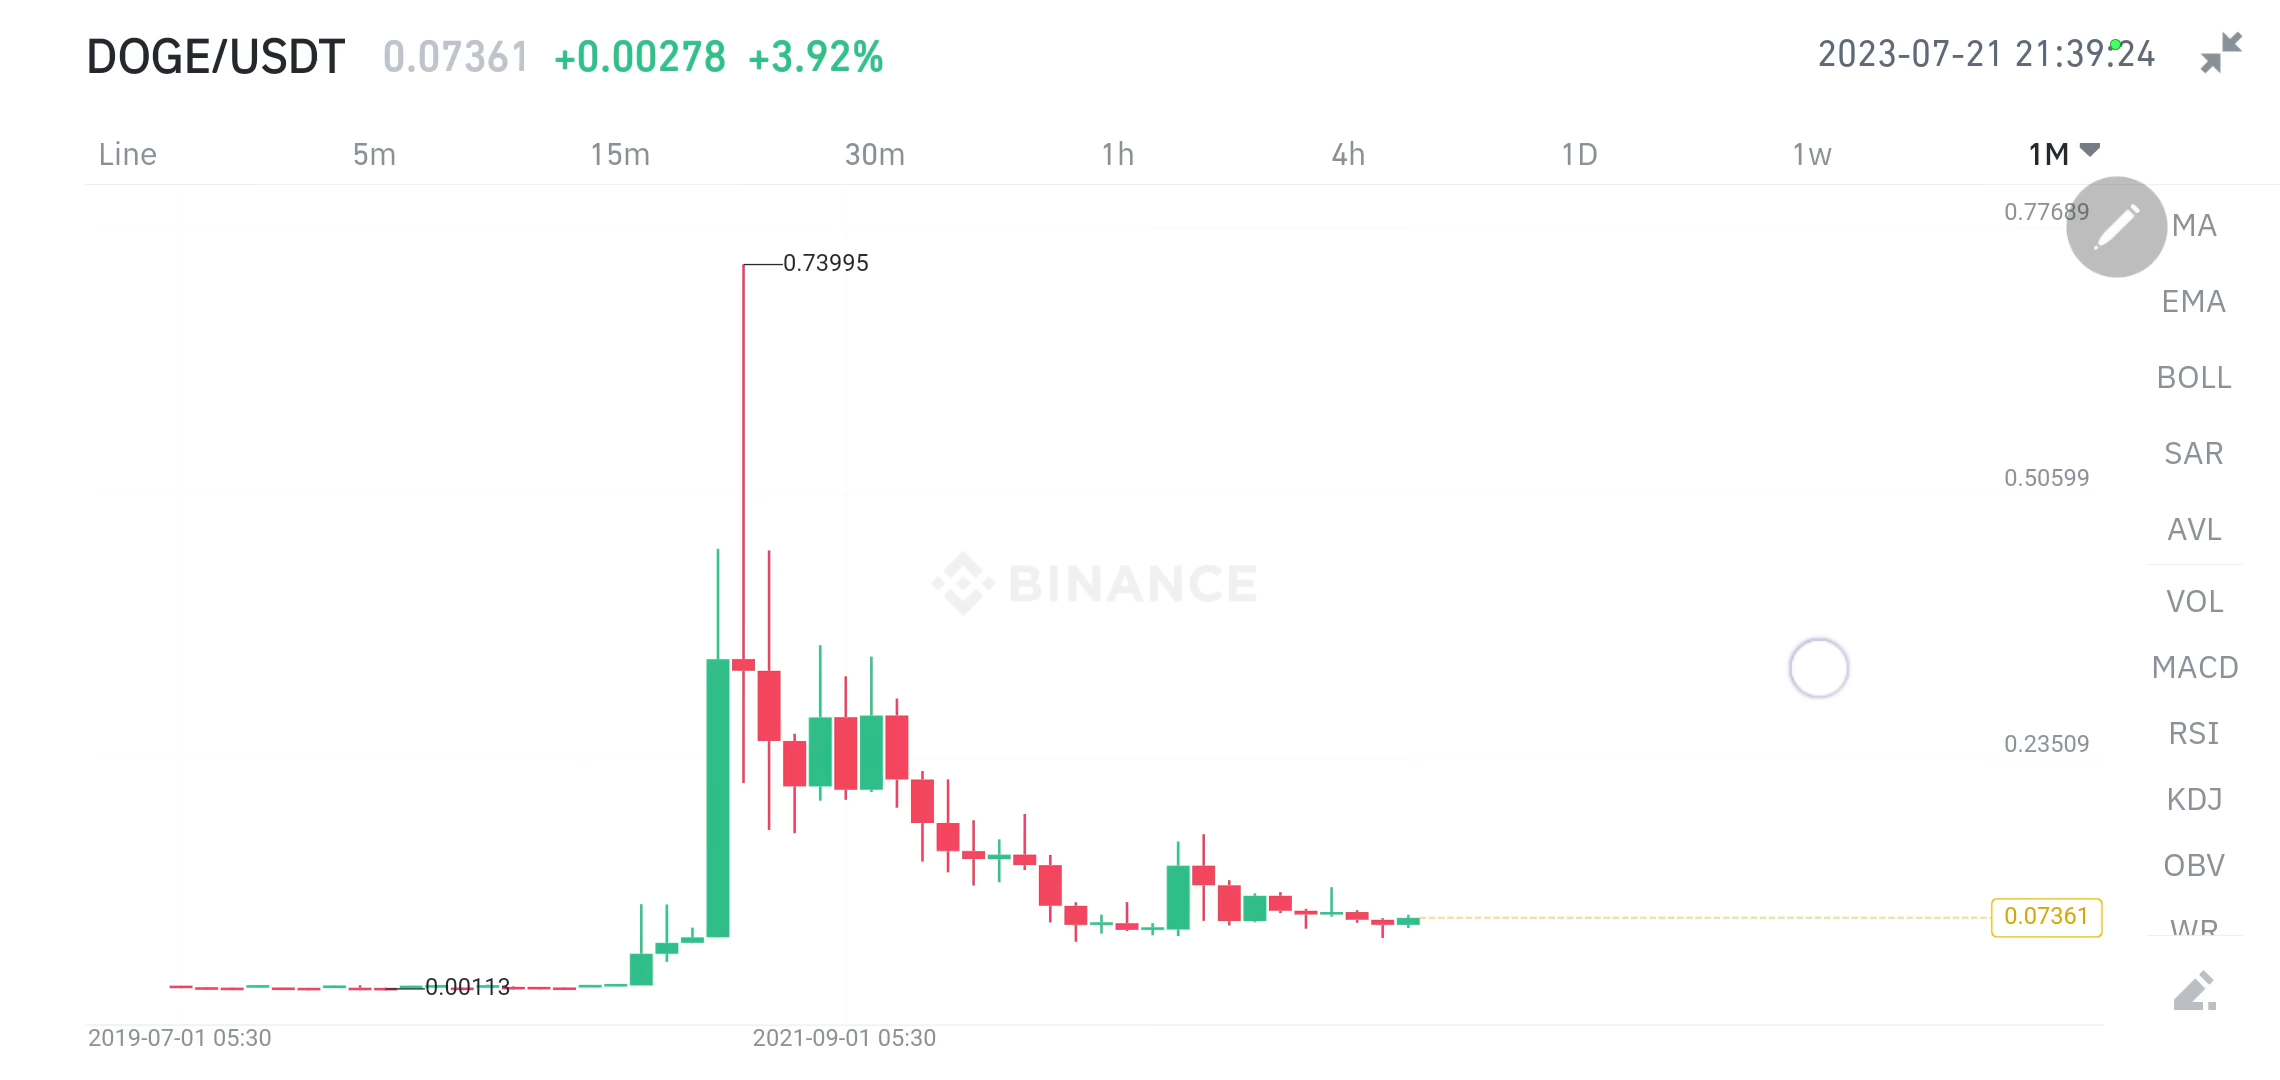 DOGE/USDT 0.07361 +0.00278 +3.92% 2023-07-21 21:39:24
Line 5m 15m 30m 1h 4h 1D 1w 1M
0.77689
MA
0.73995
EMA
BOLL
SAR
0.50599
AVL
BINANCE
VOL
MACD
RSI
0.23509
KDJ
OBV
0.07361
WR
0.00113
2019-07-01 05:30 2021-09-01 05:30